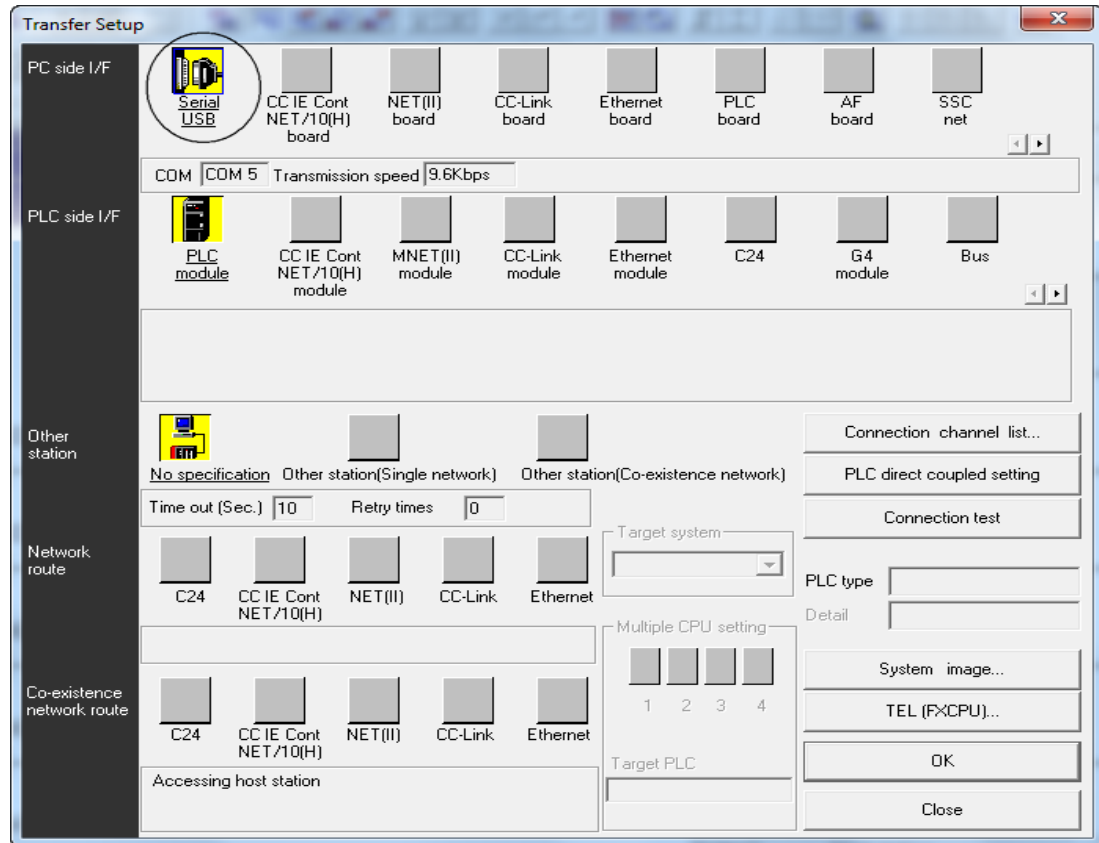 Transfer Setup
PC side I/F
Serial
USB
CC IE Cont
NET/10(H)
board
NET(II)
board
CC-Link
board
Ethernet
board
PLC
board
AF
board
SSC
net
COM COM 5 Transmission speed 9.6Kbps
PLC side I/F
PLC
module
CC IE Cont
NET/10(H)
module
MNET(II)
module
CC-Link
module
Ethernet
module
C24
G4
module
Bus
Other
station
No specification Other station(Single network) Other station(Co-existence network)
Time out (Sec.) 10 Retry times 0
Connection channel list...
PLC direct coupled setting
Connection test
Network
route
C24
CC IE Cont
NET/10(H)
NET(II)
CC-Link
Ethernet
Target system
PLC type
Detail
Multiple CPU setting
1 2 3 4
Target PLC
System image...
TEL (FXCPU)...
OK
Close
Co-existence
network route
C24
CC IE Cont
NET/10(H)
NET(II)
CC-Link
Ethernet
Accessing host station